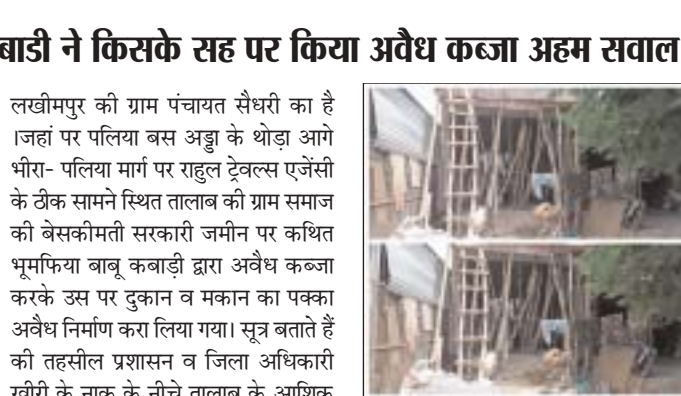 बाडी ने किसके सह पर किया अवैध कब्जा अहम सवाल
लखीमपुर की ग्राम पंचायत सैधरी का है
।जहां पर पलिया बस अड्डा के थोड़ा आगे
भीरा- पलिया मार्ग पर राहुल ट्रेवल्स एजेंसी
के ठीक सामने स्थित तालाब की ग्राम समाज
की बेसकीमती सरकारी जमीन पर कथित
भूमफिया बाबू कबाड़ी द्वारा अवैध कब्जा
करके उस पर दुकान व मकान का पक्का
अवैध निर्माण करा लिया गया। सूत्र बताते हैं
की तहसील प्रशासन व जिला अधिकारी
खीरी के नाक के नीचे तालाब के आशिक